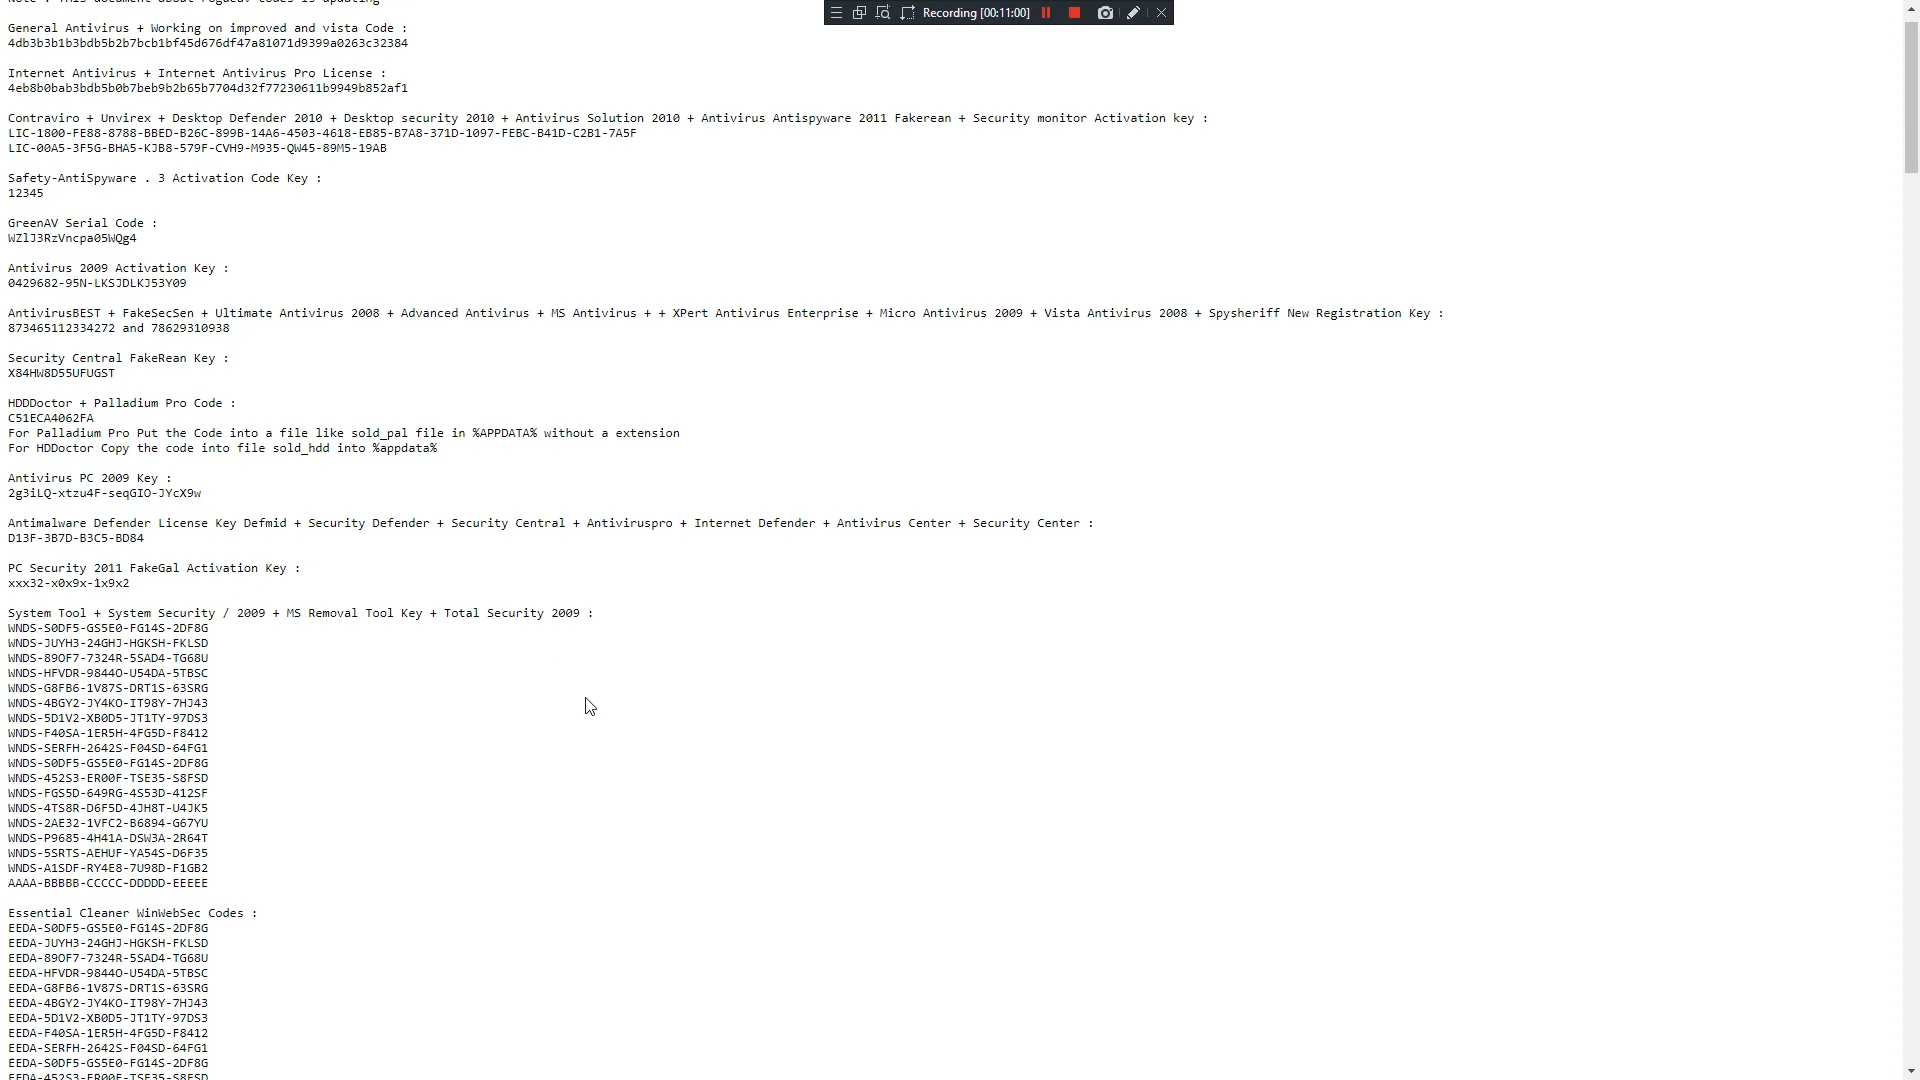 Note : This document about RogueAV codes is updating
Recording [00:11:00]
General Antivirus + Working on improved and vista Code :
4db3b3b1b3bdb5b2b7bcb1bf45d676df47a81071d9399a0263c32384
Internet Antivirus + Internet Antivirus Pro License :
4eb8b0bab3bdb5b0b7beb9b2b65b7704d32f77230611b9949b852af1
Contraviro + Unvirex + Desktop Defender 2010 + Desktop security 2010 + Antivirus Solution 2010 + Antivirus Antispyware 2011 Fakerean + Security monitor Activation key :
LIC-1800-FE88-8788-BBED-B26C-899B-14A6-4503-4618-EB85-B7A8-371D-1097-FEBC-B41D-C2B1-7A5F
LIC-00A5-3F5G-BHA5-KJB8-579F-CVH9-M935-QW45-89M5-19AB
Safety-AntiSpyware . 3 Activation Code Key :
12345
GreenAV Serial Code :
WZlJ3RzVncpa05WQg4
Antivirus 2009 Activation Key :
0429682-95N-LKSJDLKJ53Y09
AntivirusBEST + FakeSecSen + Ultimate Antivirus 2008 + Advanced Antivirus + MS Antivirus + + XPert Antivirus Enterprise + Micro Antivirus 2009 + Vista Antivirus 2008 + Spysheriff New Registration Key :
873465112334272 and 78629310938
Security Central FakeRean Key :
X84HW8D55UFUGST
HDDDoctor + Palladium Pro Code :
C51ECA4062FA
For Palladium Pro Put the Code into a file like sold_pal file in %APPDATA% without a extension
For HDDoctor Copy the code into file sold_hdd into %appdata%
Antivirus PC 2009 Key :
2g3iLQ-xtzu4F-seqGIO-JYcX9w
Antimalware Defender License Key Defmid + Security Defender + Security Central + Antiviruspro + Internet Defender + Antivirus Center + Security Center :
D13F-3B7D-B3C5-BD84
PC Security 2011 FakeGal Activation Key :
xxx32-x0x9x-1x9x2
System Tool + System Security / 2009 + MS Removal Tool Key + Total Security 2009 :
WNDS-S0DF5-GS5E0-FG14S-2DF8G
WNDS-JUYH3-24GHJ-HGKSH-FKLSD
WNDS-89OF7-7324R-5SAD4-TG68U
WNDS-HFVDR-9844O-U54DA-5TBSC
WNDS-G8FB6-1V87S-DRT1S-63SRG
WNDS-4BGY2-JY4KO-IT98Y-7HJ43
WNDS-5D1V2-XB0D5-JT1TY-97DS3
WNDS-F40SA-1ER5H-4FG5D-F8412
WNDS-SERFH-2642S-F04SD-64FG1
WNDS-S0DF5-GS5E0-FG14S-2DF8G
WNDS-452S3-ER00F-TSE35-S8FSD
WNDS-FGS5D-649RG-4S53D-412SF
WNDS-4TS8R-D6F5D-4JH8T-U4JK5
WNDS-2AE32-1VFC2-B6894-G67YU
WNDS-P9685-4H41A-DSW3A-2R64T
WNDS-5SRTS-AEHUF-YA54S-D6F35
WNDS-A1SDF-RY4E8-7U98D-F1GB2
AAAA-BBBBB-CCCCC-DDDDD-EEEEE
Essential Cleaner WinWebSec Codes :
EEDA-S0DF5-GS5E0-FG14S-2DF8G
EEDA-JUYH3-24GHJ-HGKSH-FKLSD
EEDA-89OF7-7324R-5SAD4-TG68U
EEDA-HFVDR-9844O-U54DA-5TBSC
EEDA-G8FB6-1V87S-DRT1S-63SRG
EEDA-4BGY2-JY4KO-IT98Y-7HJ43
EEDA-5D1V2-XB0D5-JT1TY-97DS3
EEDA-F40SA-1ER5H-4FG5D-F8412
EEDA-SERFH-2642S-F04SD-64FG1
EEDA-S0DF5-GS5E0-FG14S-2DF8G
EEDA-452S3-ER00F-TSE35-S8FSD